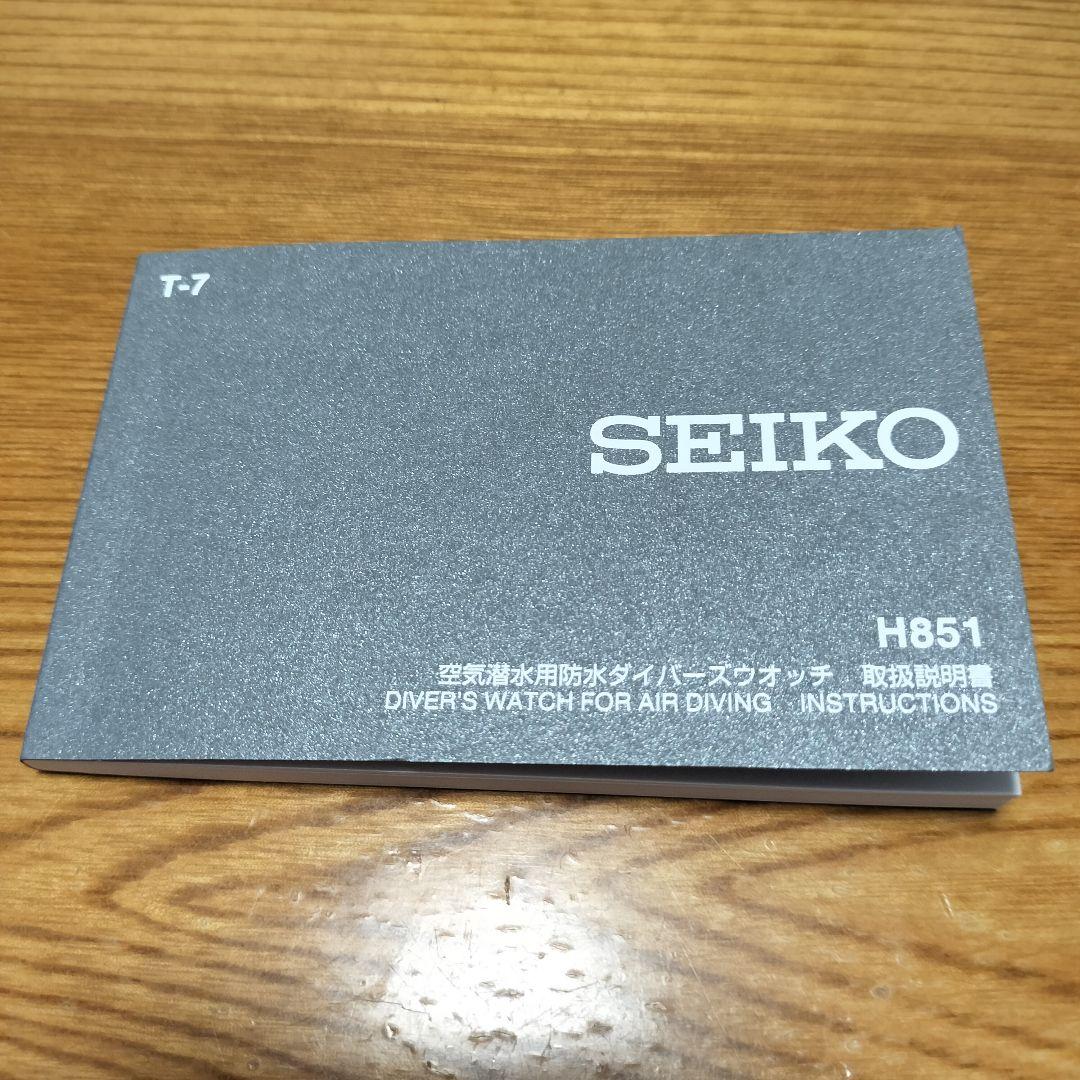 T-7
SEIKO
H851
空気潜水用防水ダイバーズウオッチ　取扱説明書
DIVER'S WATCH FOR AIR DIVING　INSTRUCTIONS